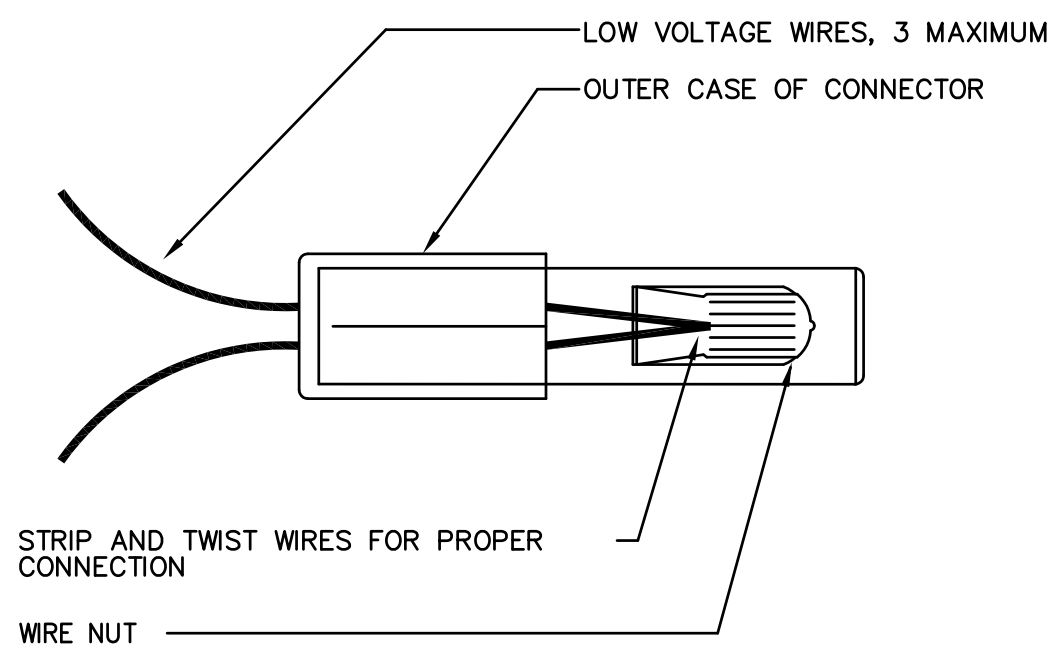 LOW VOLTAGE WIRES, 3 MAXIMUM
OUTER CASE OF CONNECTOR
STRIP AND TWIST WIRES FOR PROPER
CONNECTION
WIRE NUT